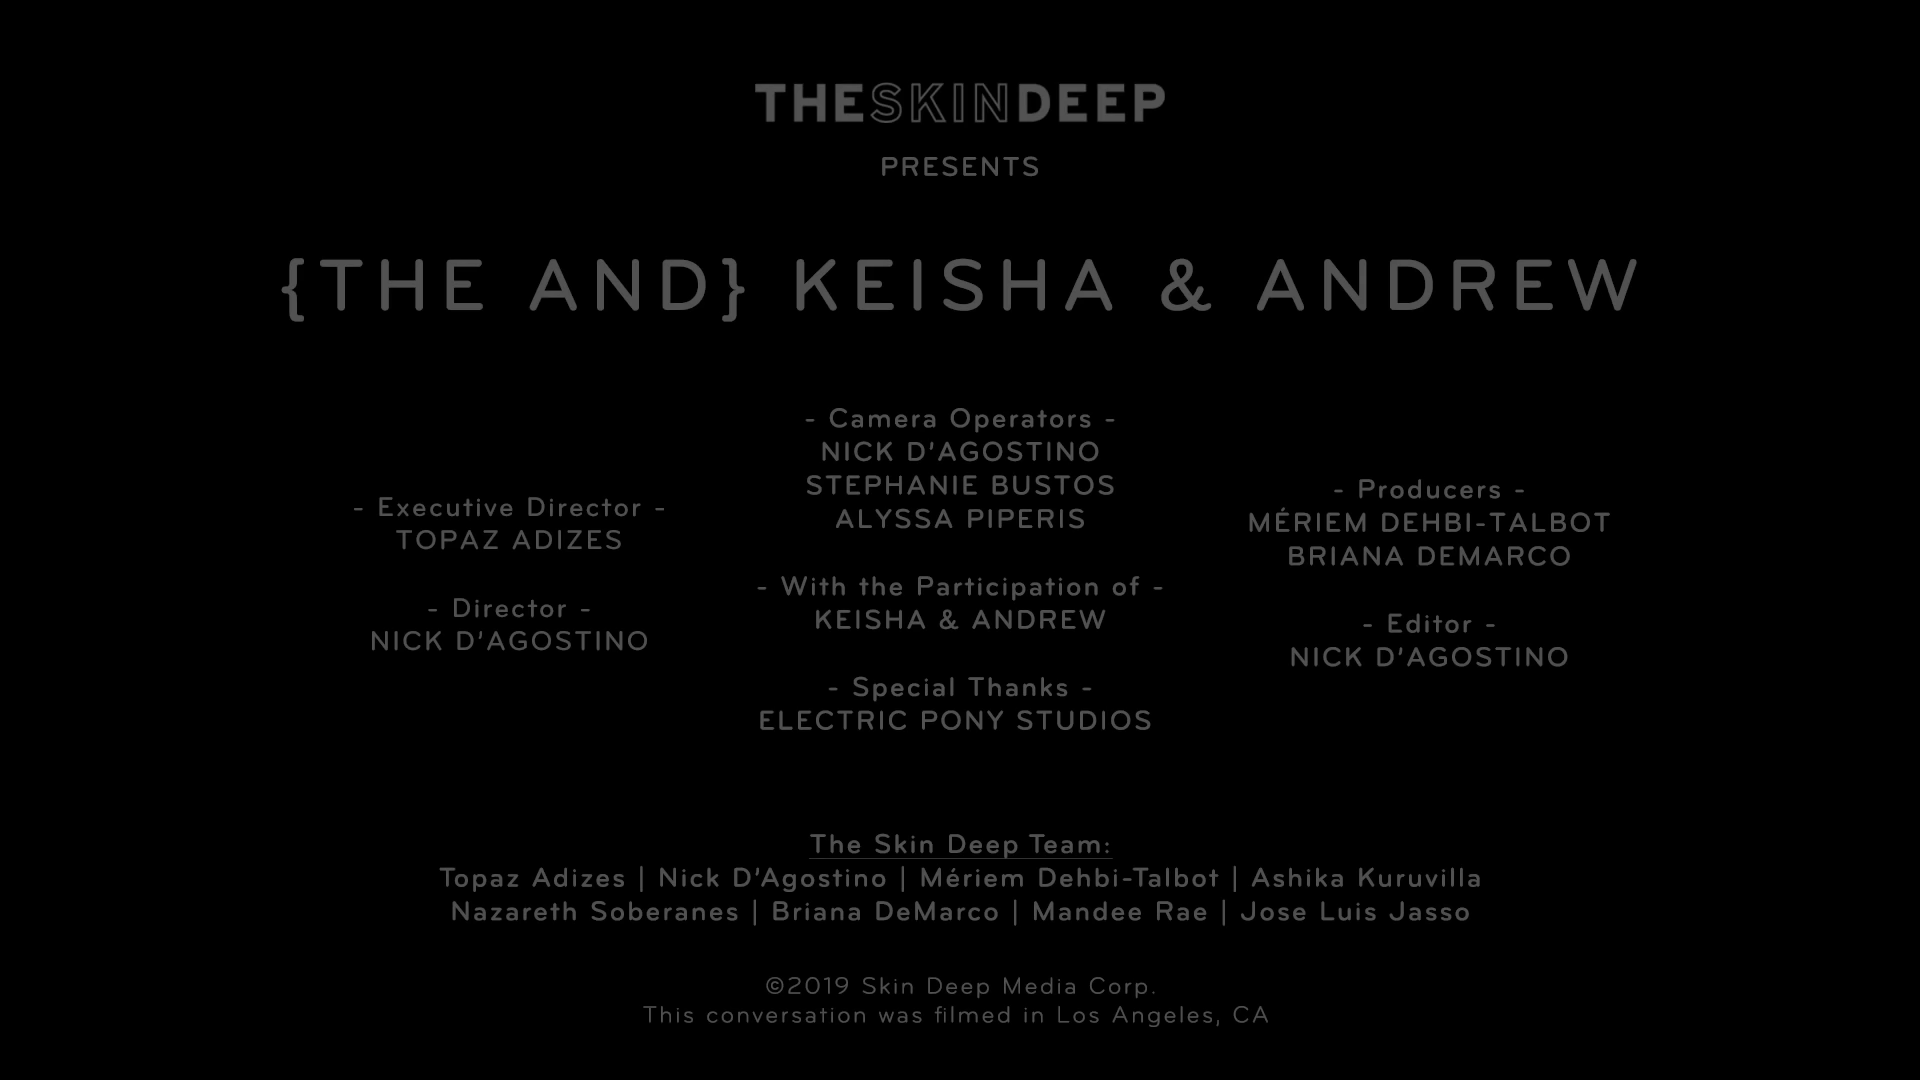 THESKINDEEP
PRESENTS
{THE AND} KEISHA & ANDREW
- Executive Director -
TOPAZ ADIZES
- Director -
NICK D'AGOSTINO
- Camera Operators -
NICK D'AGOSTINO
STEPHANIE BUSTOS
ALYSSA PIPERIS
- With the Participation of -
KEISHA & ANDREW
- Special Thanks -
ELECTRIC PONY STUDIOS
- Producers -
MÉRIEM DEHBI-TALBOT
BRIANA DEMARCO
- Editor -
NICK D'AGOSTINO
The Skin Deep Team:
Topaz Adizes | Nick D'Agostino | Mériem Dehbi-Talbot | Ashika Kuruvilla
Nazareth Soberanes | Briana DeMarco | Mandee Rae | Jose Luis Jasso
©2019 Skin Deep Media Corp.
This conversation was filmed in Los Angeles, CA